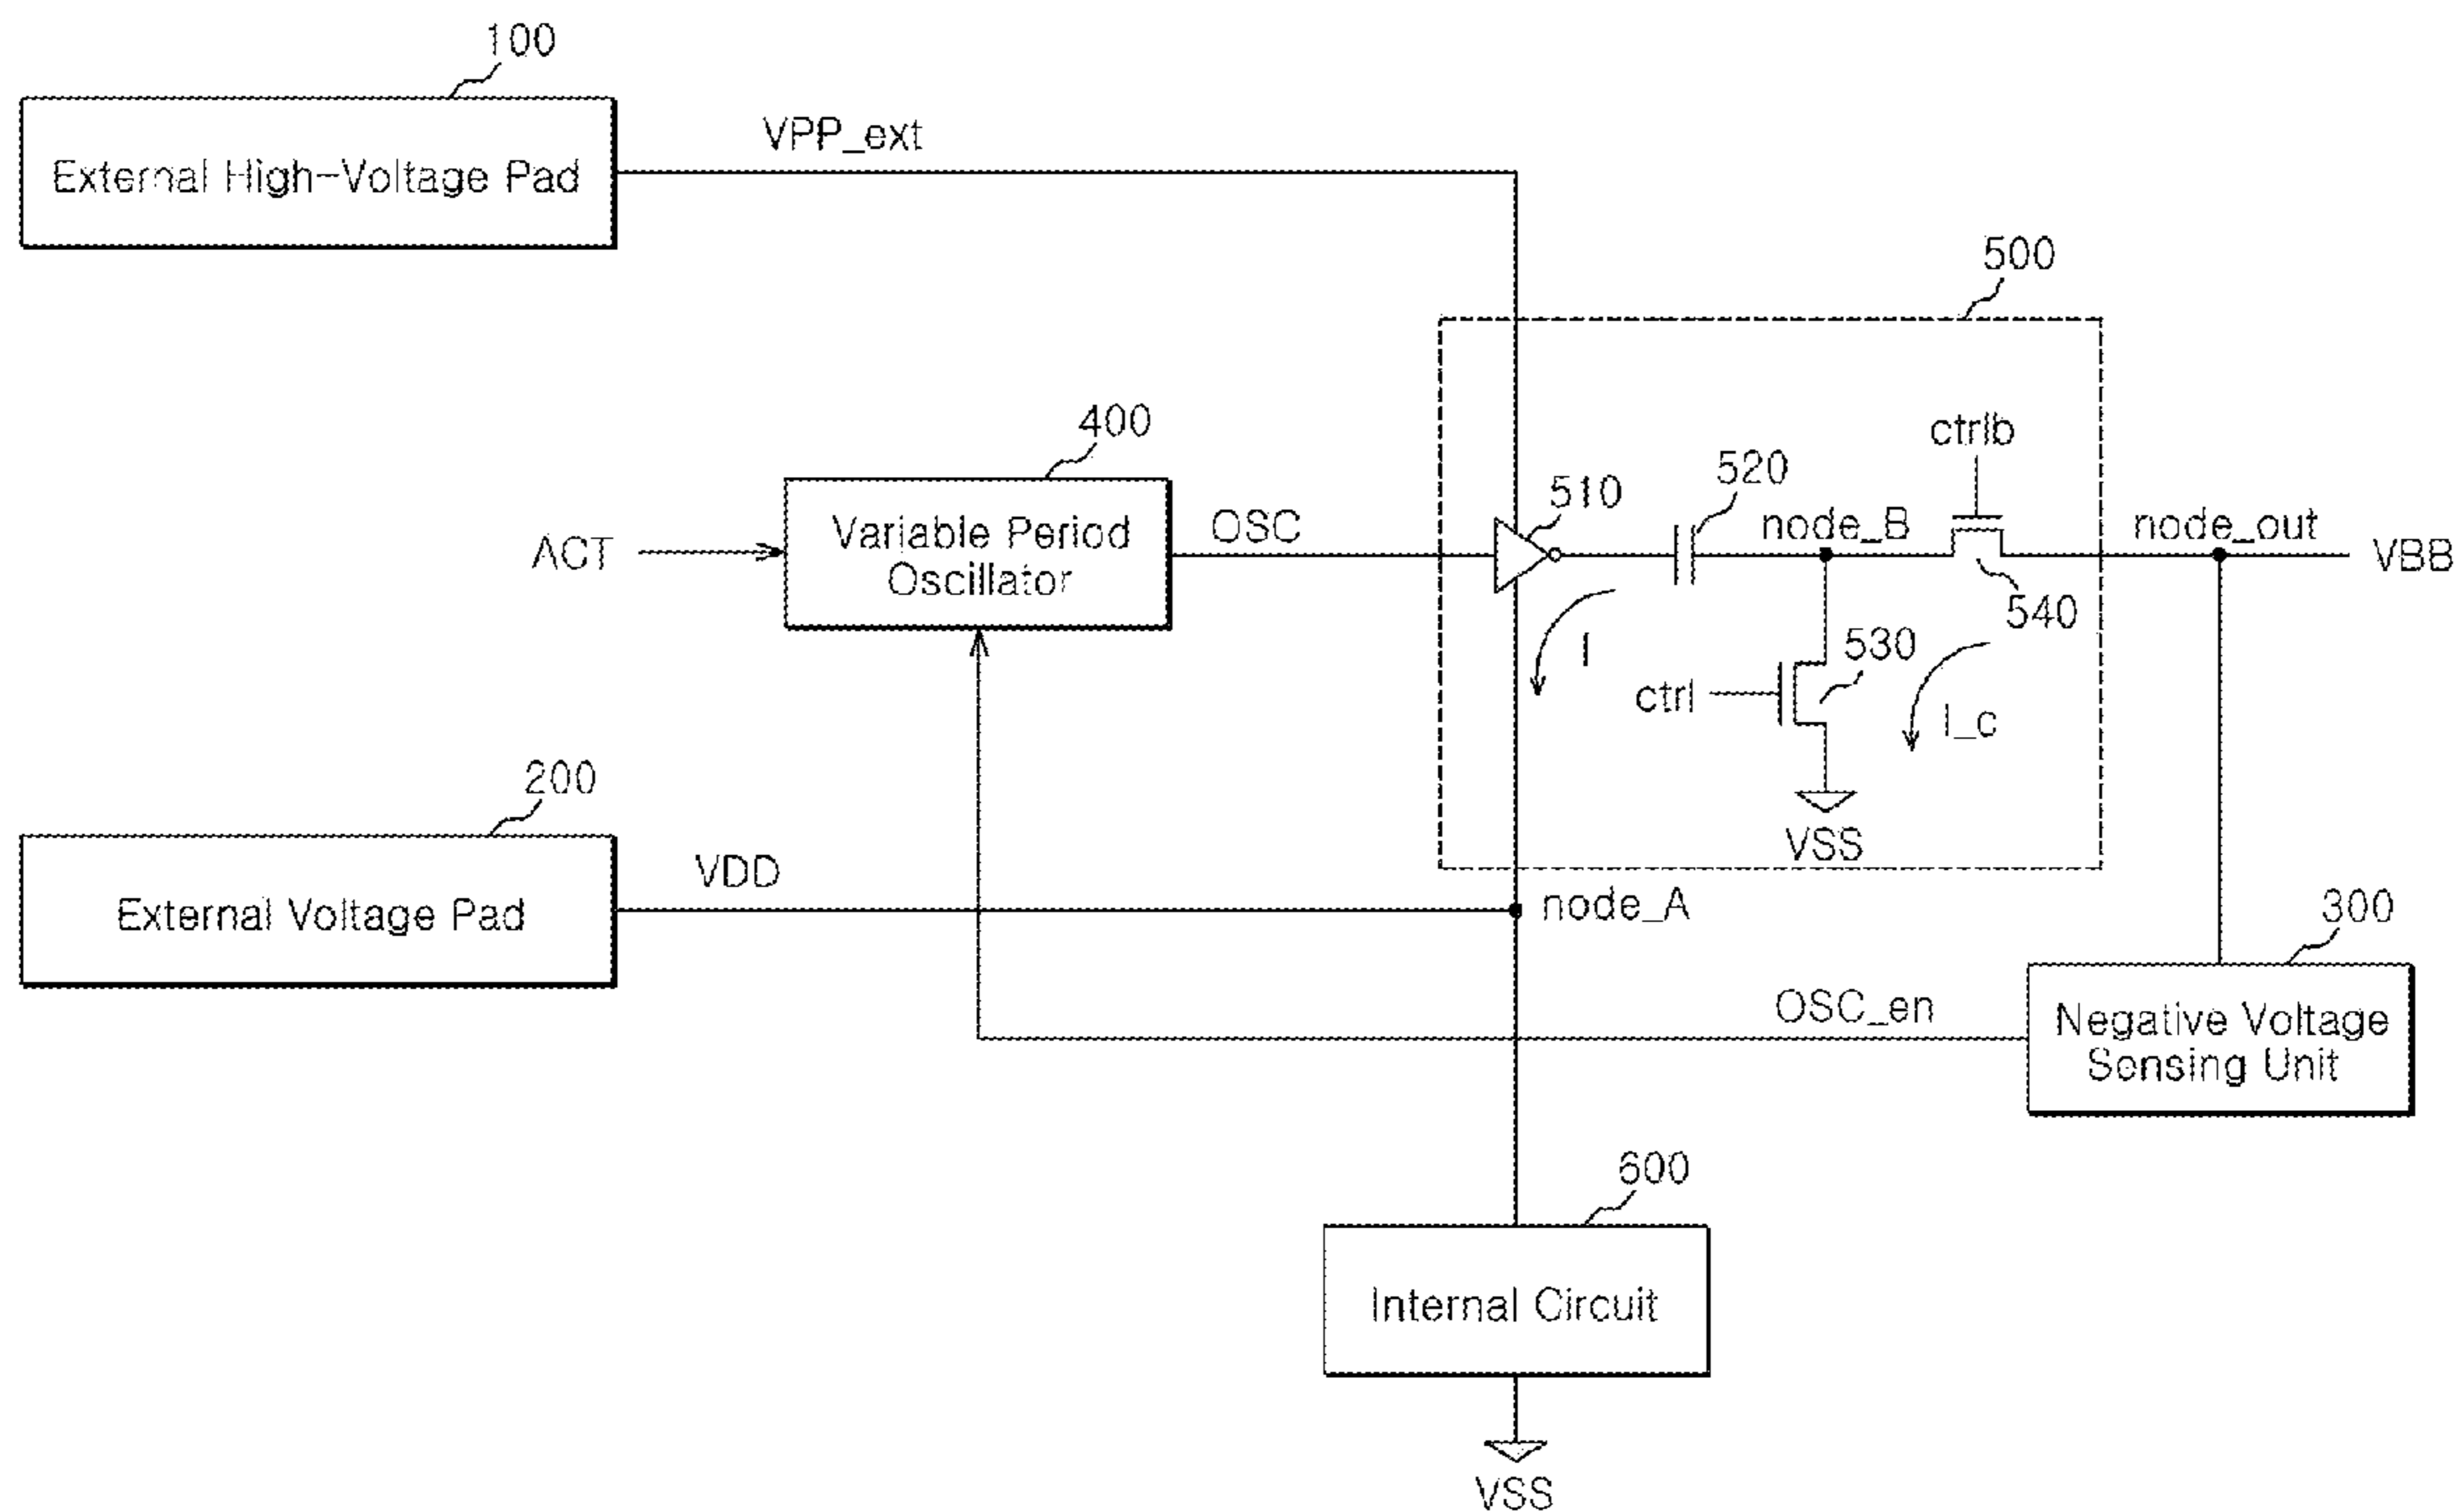 100
External High-Voltage Pad
VPP_ext
500
400
ctrlb
520
510
Variable Period
Oscillator
ACT
OSC
node_B
node_out
VBB
540
I
530
ctrl
I_c
200
VSS
External Voltage Pad
VDD
node_A
300
OSC_en
Negative Voltage
Sensing Unit
600
Internal Circuit
VSS